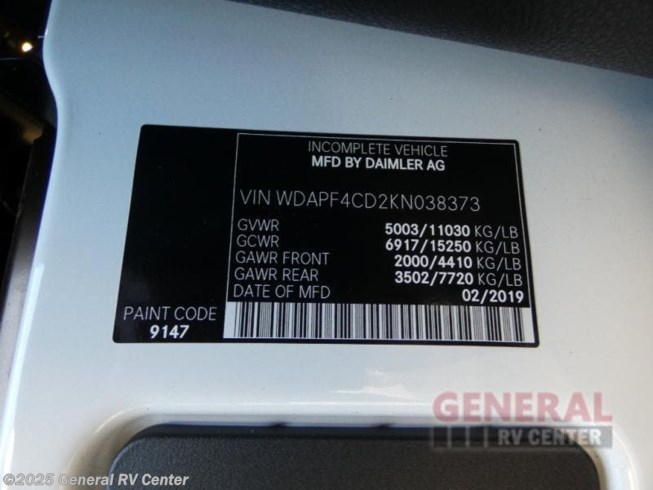 INCOMPLETE VEHICLE
MFD BY DAIMLER AG
VIN WDAPF4CD2KN038373
GVWR 5003/11030 KG/LB
GCWR 6917/15250 KG/LB
GAWR FRONT 2000/4410 KG/LB
GAWR REAR 3502/7720 KG/LB
DATE OF MFD 02/2019
PAINT CODE
9147
GENERAL
RV CENTER
©2025 General RV Center